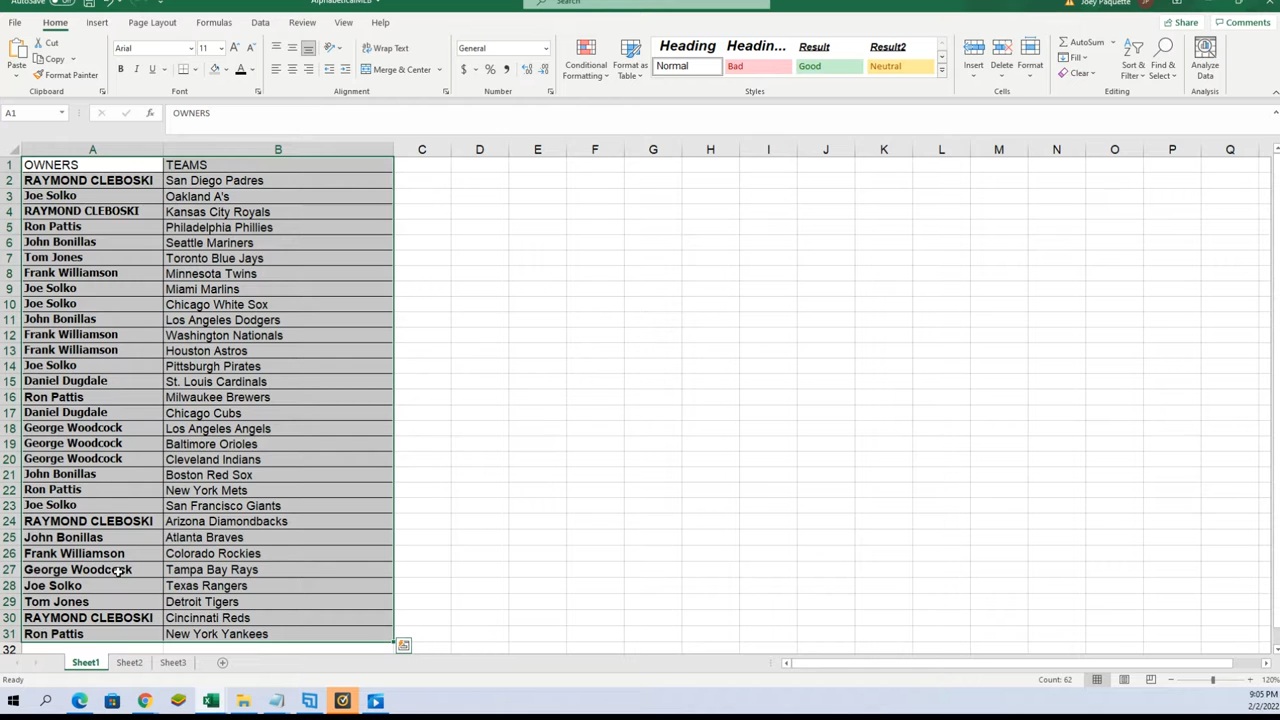 AlphabeticalMLB
Search
Joey Paquette
File Home Insert Page Layout Formulas Data Review View Help Share Comments
Paste Cut Copy Format Painter
Clipboard
Arial 11 B I U
Font
Wrap Text
Merge & Center
Alignment
General
$ % ,
Number
Conditional Formatting Format as Table
Heading Headin... Result Result2
Normal Bad Good Neutral
Styles
Insert Delete Format
Cells
AutoSum Fill Clear
Sort & Filter Find & Select
Editing
Analyze Data
Analysis
A1 fx OWNERS
A B C D E F G H I J K L M N O P Q
1 OWNERS TEAMS
2 RAYMOND CLEBOSKI San Diego Padres
3 Joe Solko Oakland A's
4 RAYMOND CLEBOSKI Kansas City Royals
5 Ron Pattis Philadelphia Phillies
6 John Bonillas Seattle Mariners
7 Tom Jones Toronto Blue Jays
8 Frank Williamson Minnesota Twins
9 Joe Solko Miami Marlins
10 Joe Solko Chicago White Sox
11 John Bonillas Los Angeles Dodgers
12 Frank Williamson Washington Nationals
13 Frank Williamson Houston Astros
14 Joe Solko Pittsburgh Pirates
15 Daniel Dugdale St. Louis Cardinals
16 Ron Pattis Milwaukee Brewers
17 Daniel Dugdale Chicago Cubs
18 George Woodcock Los Angeles Angels
19 George Woodcock Baltimore Orioles
20 George Woodcock Cleveland Indians
21 John Bonillas Boston Red Sox
22 Ron Pattis New York Mets
23 Joe Solko San Francisco Giants
24 RAYMOND CLEBOSKI Arizona Diamondbacks
25 John Bonillas Atlanta Braves
26 Frank Williamson Colorado Rockies
27 George Woodcock Tampa Bay Rays
28 Joe Solko Texas Rangers
29 Tom Jones Detroit Tigers
30 RAYMOND CLEBOSKI Cincinnati Reds
31 Ron Pattis New York Yankees
32
Sheet1 Sheet2 Sheet3
Ready Count: 62 120%
9:05 PM
2/2/2022